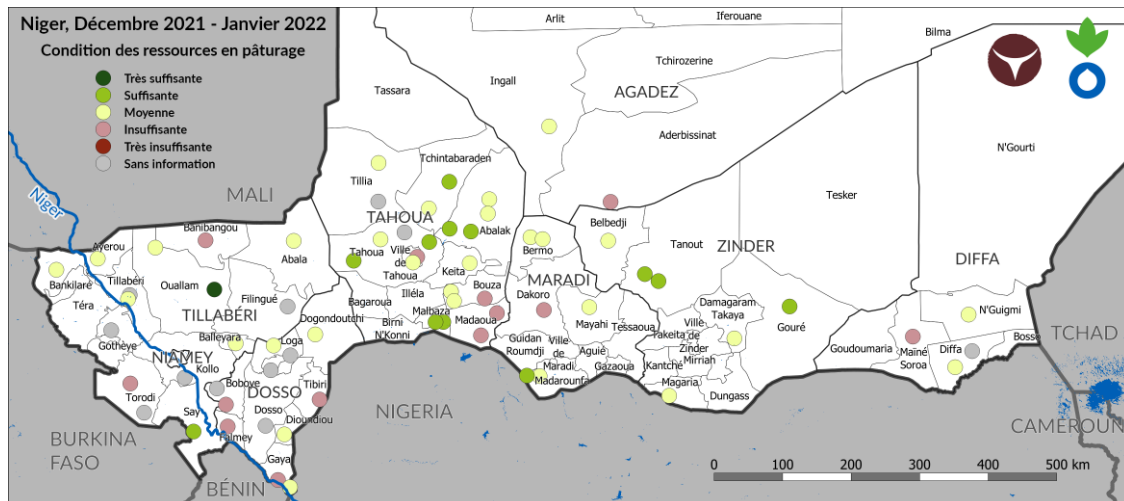 Niger, Décembre 2021 - Janvier 2022
Condition des ressources en pâturage
Très suffisante
Suffisante
Moyenne
Insuffisante
Très insuffisante
Sans information
Arlit
Iferouane
Bilma
Tchirozerine
Ingall
Tassara
AGADEZ
Aderbissinat
N'Gourti
Tchintabaraden
Tillia
MALI
Niger
Tesker
TAHOUA
Belbedji
Banibangou
Abalak
Tanout
ZINDER
Ayerou
Abala
Tahoua
Ville de
Tahoua
Bermo
DIFFA
Bankilaré
Tillabéri
Keita
MARADI
Téra
Ouallam
Filingué
Illéla
Bouza
Dakoro
N'Guigmi
TILLABÉRI
Bagaroua
Malbaza
Madaoua
Mayahi
Damagaram
Takaya
Gouré
Dogondoutchi
Birni
N'Konni
Tessaoua
Ville
de
Zinder
Takeita
TCHAD
Gothèye
Balleyara
Loga
Guidan
Roumdji
Ville
de
Maradi
Aguié
Mirriah
Goudoumaria
Maïné
Soroa
Diffa
Bosso
NIAMEY
Kollo
Gazaoua
Kantche
Boboye
DOSSO
Tibiri
Madarounfa
Magaria
Dungass
Torodi
Say
Dosso
Dioundiou
NIGERIA
CAMEROUN
BURKINA
FASO
Falmey
Gaya
BÉNIN
0 100 200 300 400 500 km